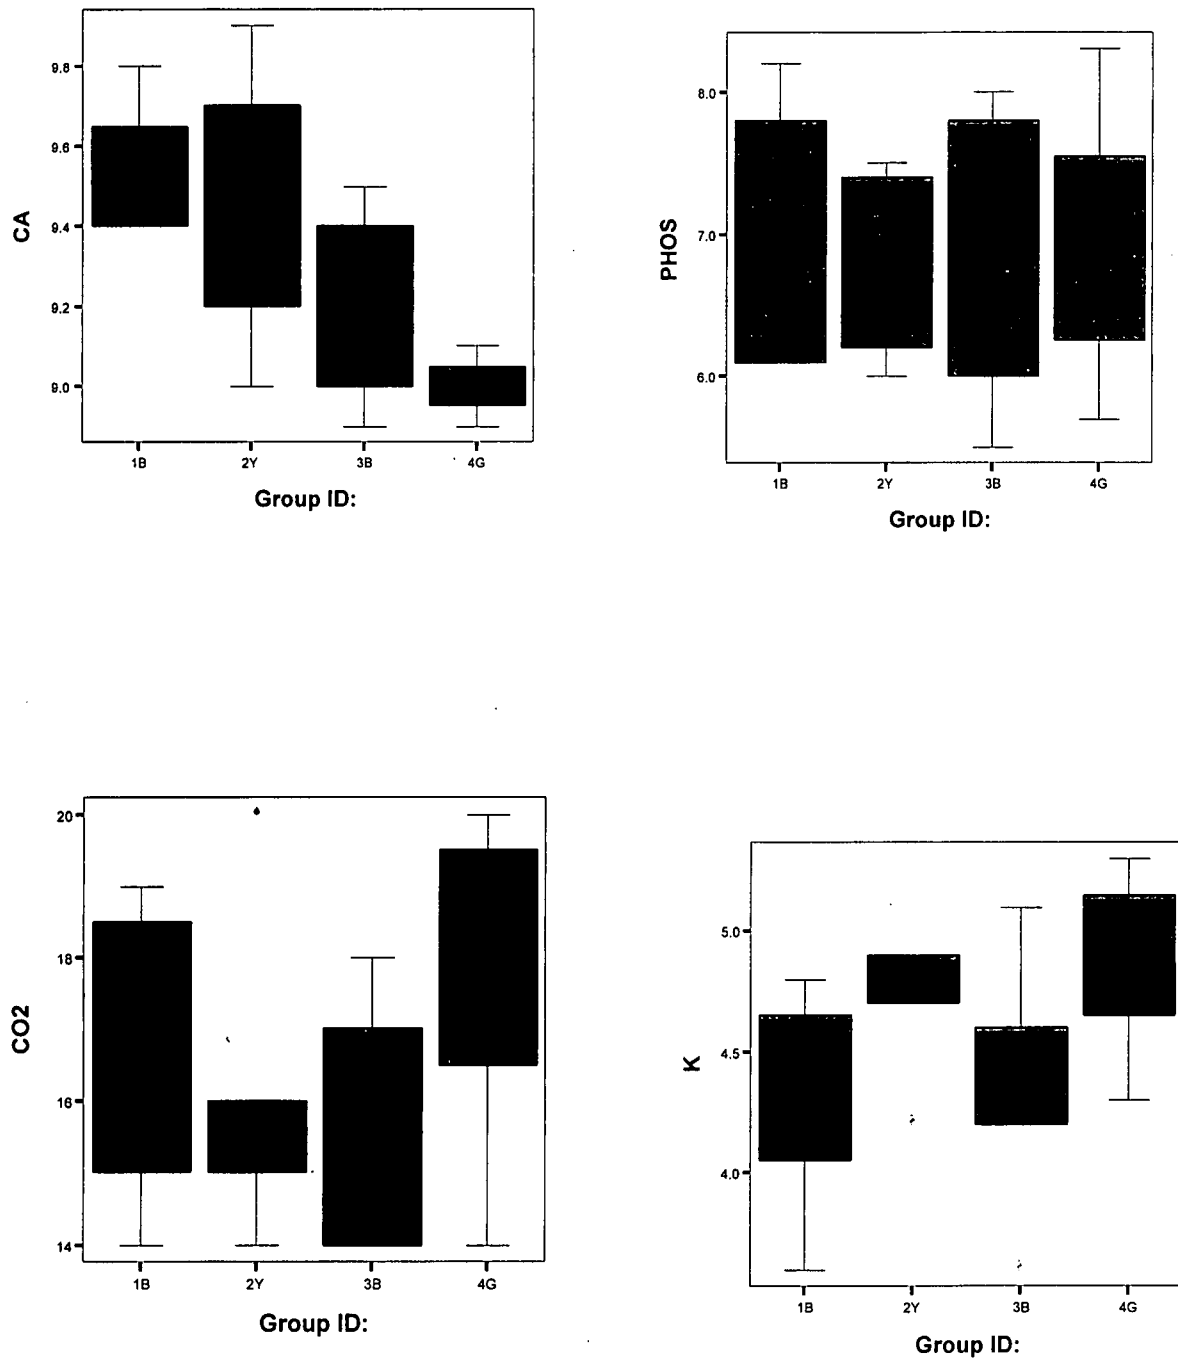 CA
9.8
9.6
9.4
9.2
9.0
1B 2Y 3B 4G
Group ID:
PHOS
8.0
7.0
6.0
1B 2Y 3B 4G
Group ID:
CO2
20
18
16
14
1B 2Y 3B 4G
Group ID:
K
5.0
4.5
4.0
1B 2Y 3B 4G
Group ID: